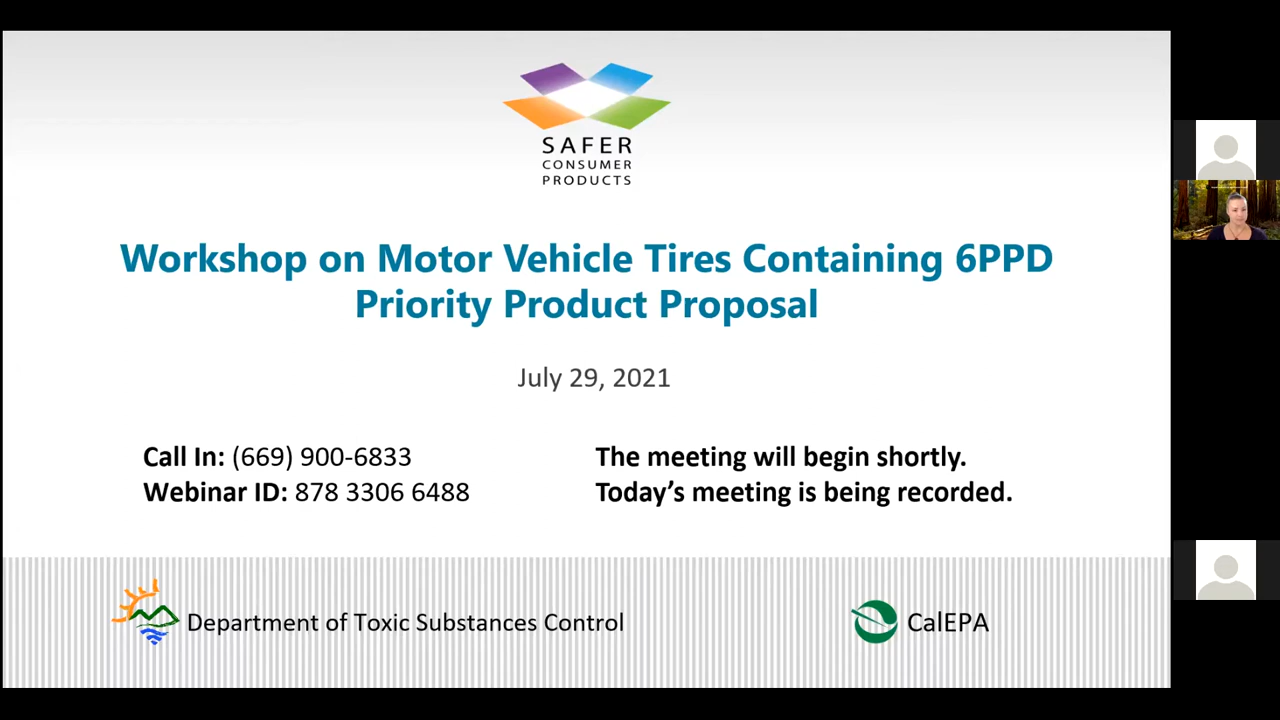 SAFER
CONSUMER
PRODUCTS
Workshop on Motor Vehicle Tires Containing 6PPD
Priority Product Proposal
July 29, 2021
Call In: (669) 900-6833
Webinar ID: 878 3306 6488
The meeting will begin shortly.
Today's meeting is being recorded.
Department of Toxic Substances Control
CalEPA